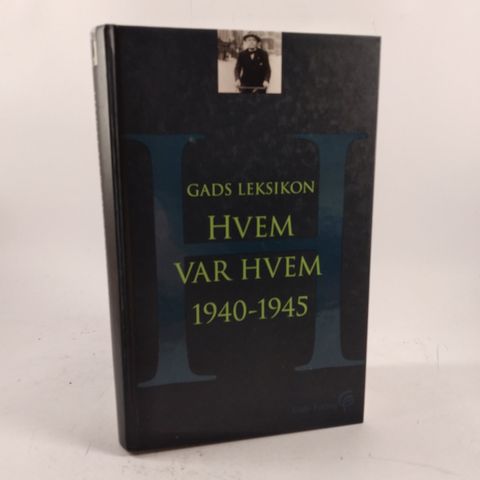 GADS LEKSIKON
HVEM
VAR HVEM
1940-1945
H